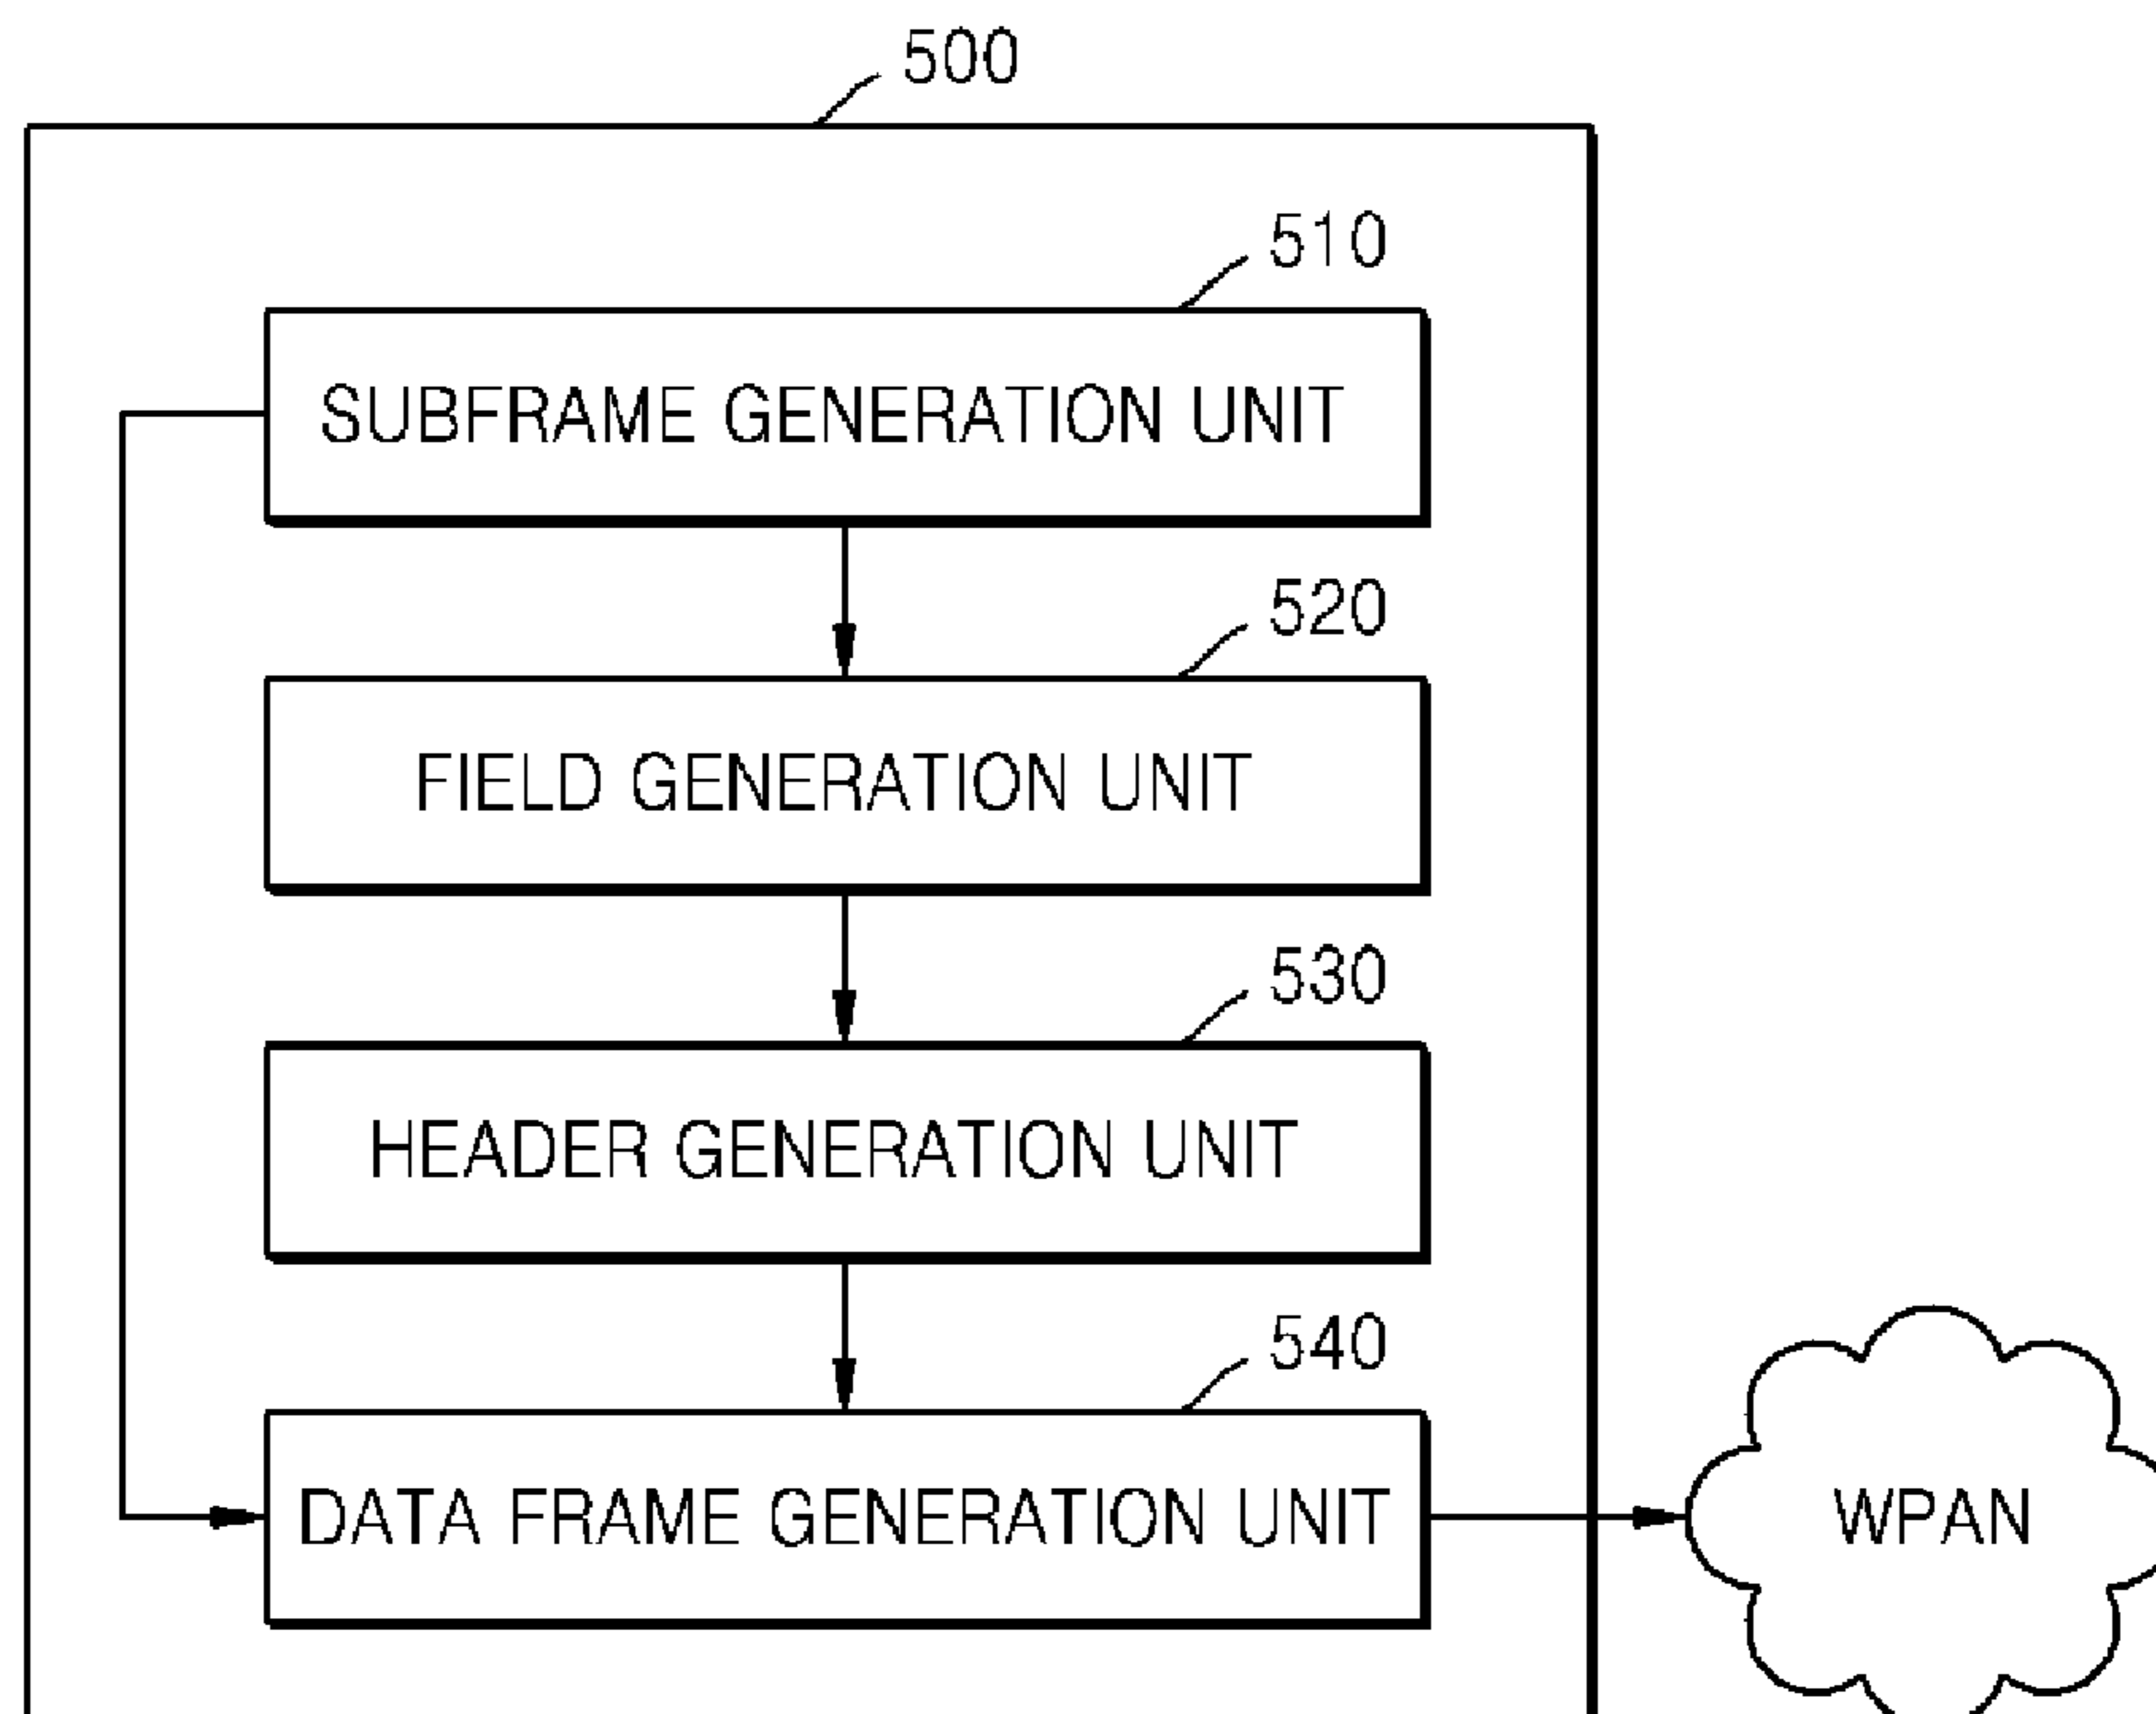 500
510
SUBFRAME GENERATION UNIT
520
FIELD GENERATION UNIT
530
HEADER GENERATION UNIT
540
DATA FRAME GENERATION UNIT
WPAN